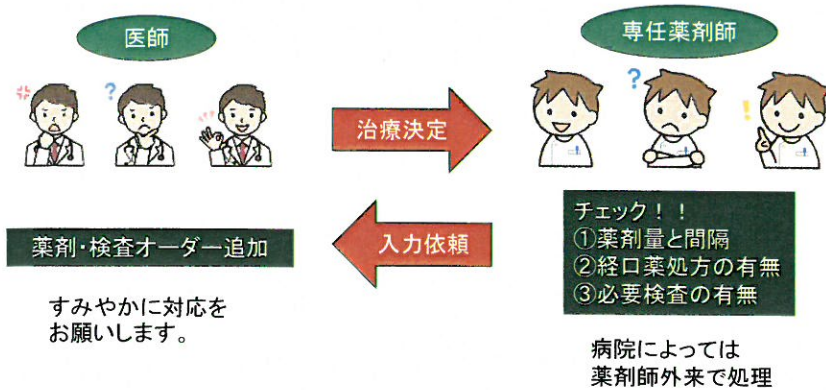 医師
専任薬剤師
治療決定
チェック！！
①薬剤量と間隔
②経口薬処方の有無
③必要検査の有無
入力依頼
薬剤・検査オーダー追加
すみやかに対応を
お願いします。
病院によっては
薬剤師外来で処理